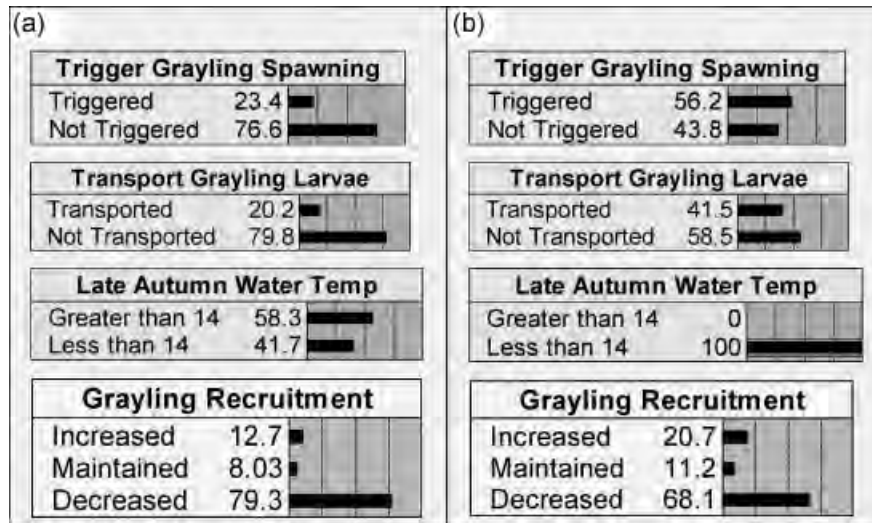 (a)
Trigger Grayling Spawning
Triggered 23.4
Not Triggered 76.6
Transport Grayling Larvae
Transported 20.2
Not Transported 79.8
Late Autumn Water Temp
Greater than 14 58.3
Less than 14 41.7
Grayling Recruitment
Increased 12.7
Maintained 8.03
Decreased 79.3
(b)
Trigger Grayling Spawning
Triggered 56.2
Not Triggered 43.8
Transport Grayling Larvae
Transported 41.5
Not Transported 58.5
Late Autumn Water Temp
Greater than 14 0
Less than 14 100
Grayling Recruitment
Increased 20.7
Maintained 11.2
Decreased 68.1